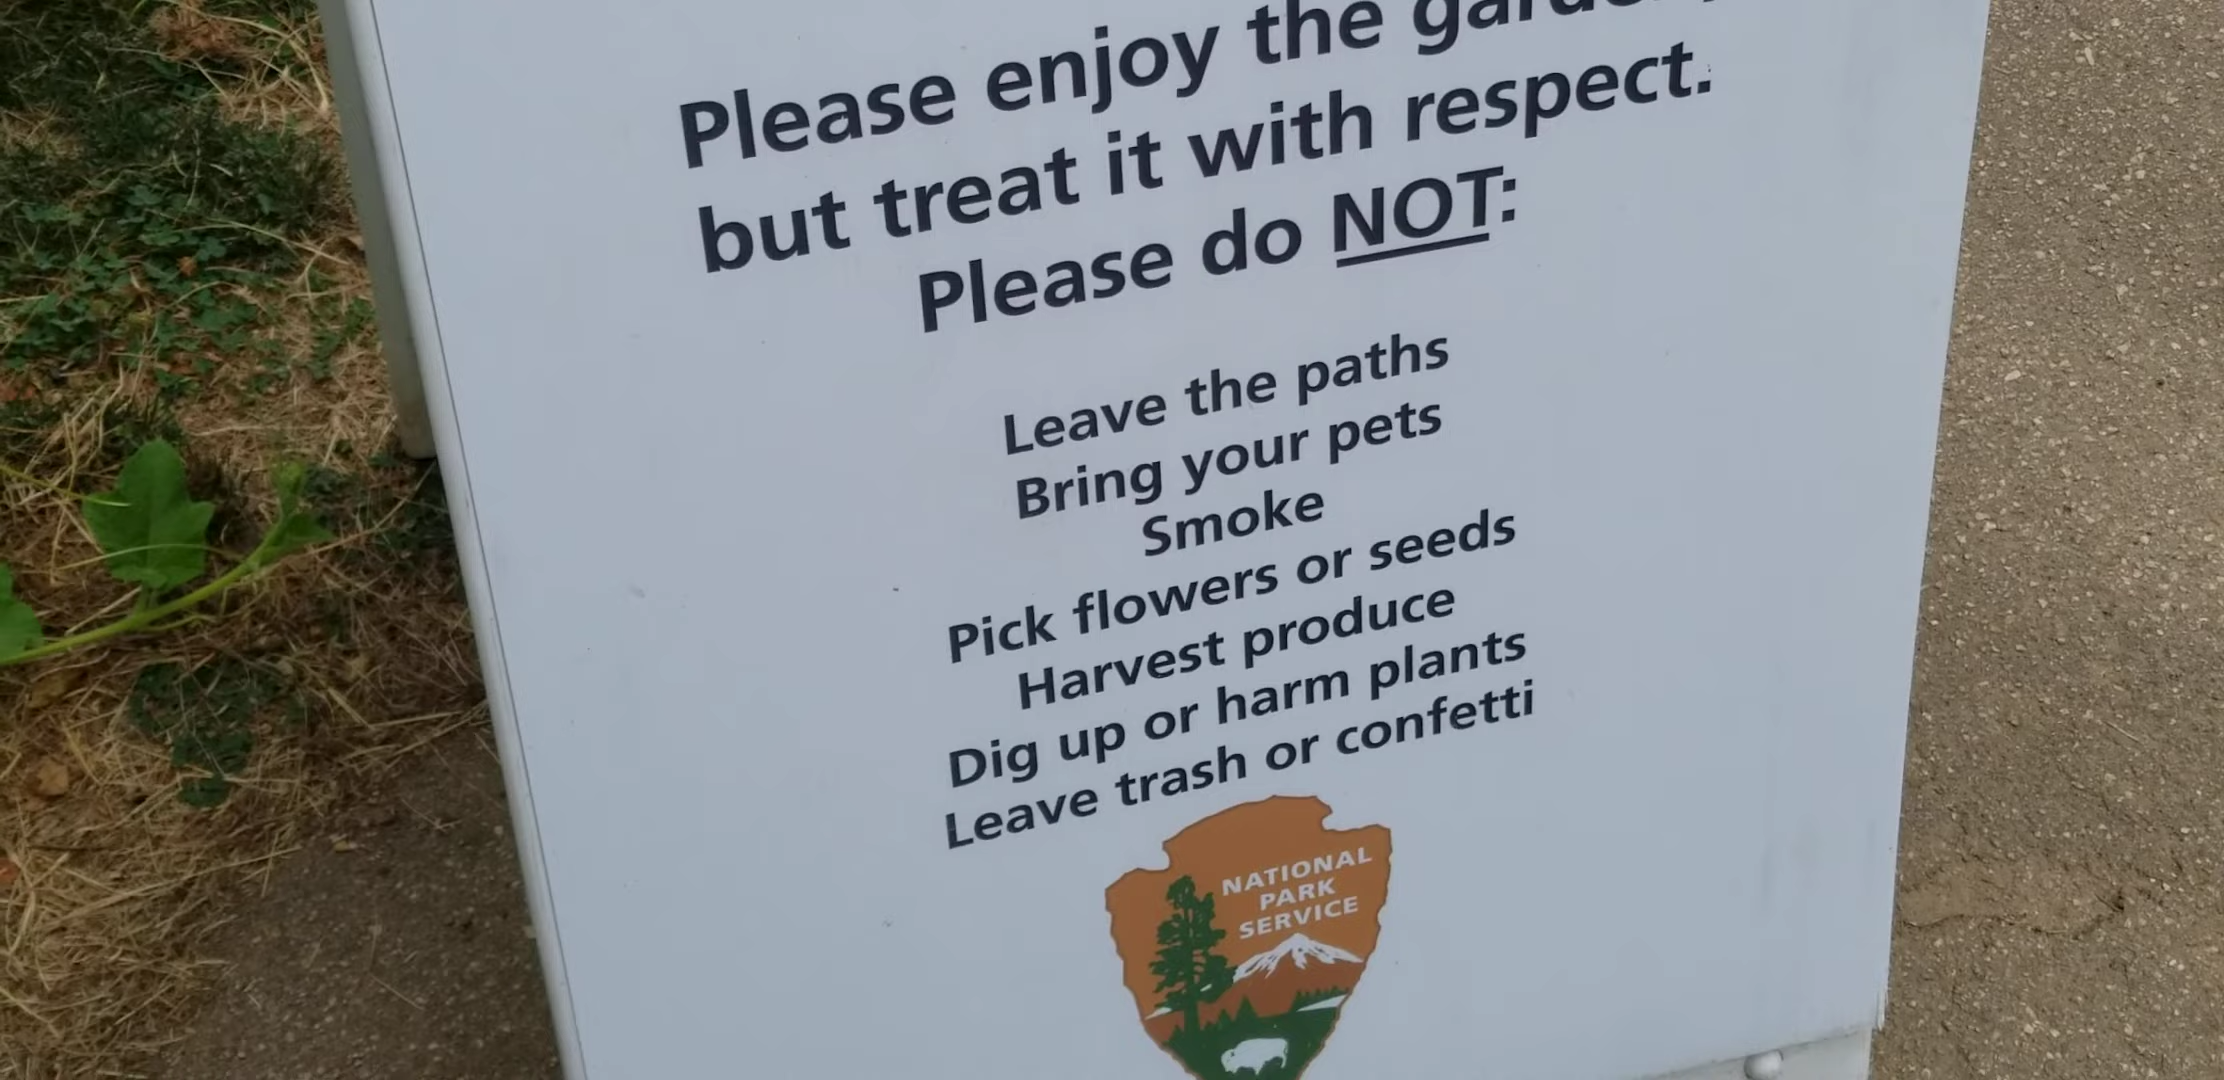 Please enjoy the
but treat it with respect.
Please do NOT:
Leave the paths
Bring your pets
Smoke
Pick flowers or seeds
Harvest produce
Dig up or harm plants
Leave trash or confetti
NATIONAL
PARK
SERVICE